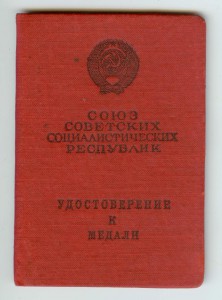 СОЮЗ
СОВЕТСКИХ
СОЦИАЛИСТИЧЕСКИХ
РЕСПУБЛИК
УДОСТОВЕРЕНИЕ
К
МЕДАЛИ